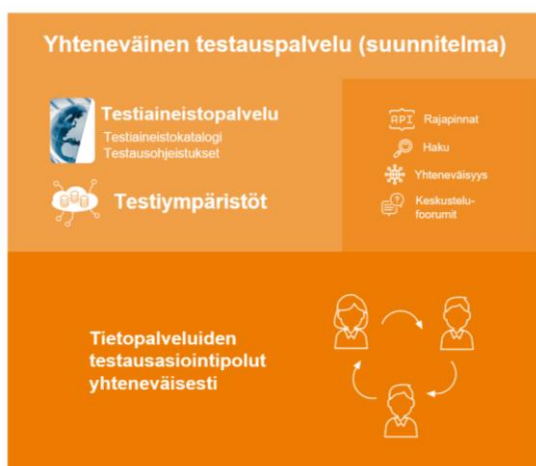 Yhteneväinen testauspalvelu (suunnitelma)
Testiaineistopalvelu
Testiaineistokatalogi
Testausohjeistukset
Testiympäristöt
API
Rajapinnat
Haku
Yhteneväisyys
Keskustelu-
foorumit
Tietopalveluiden
testausasiointipolut
yhteneväisesti